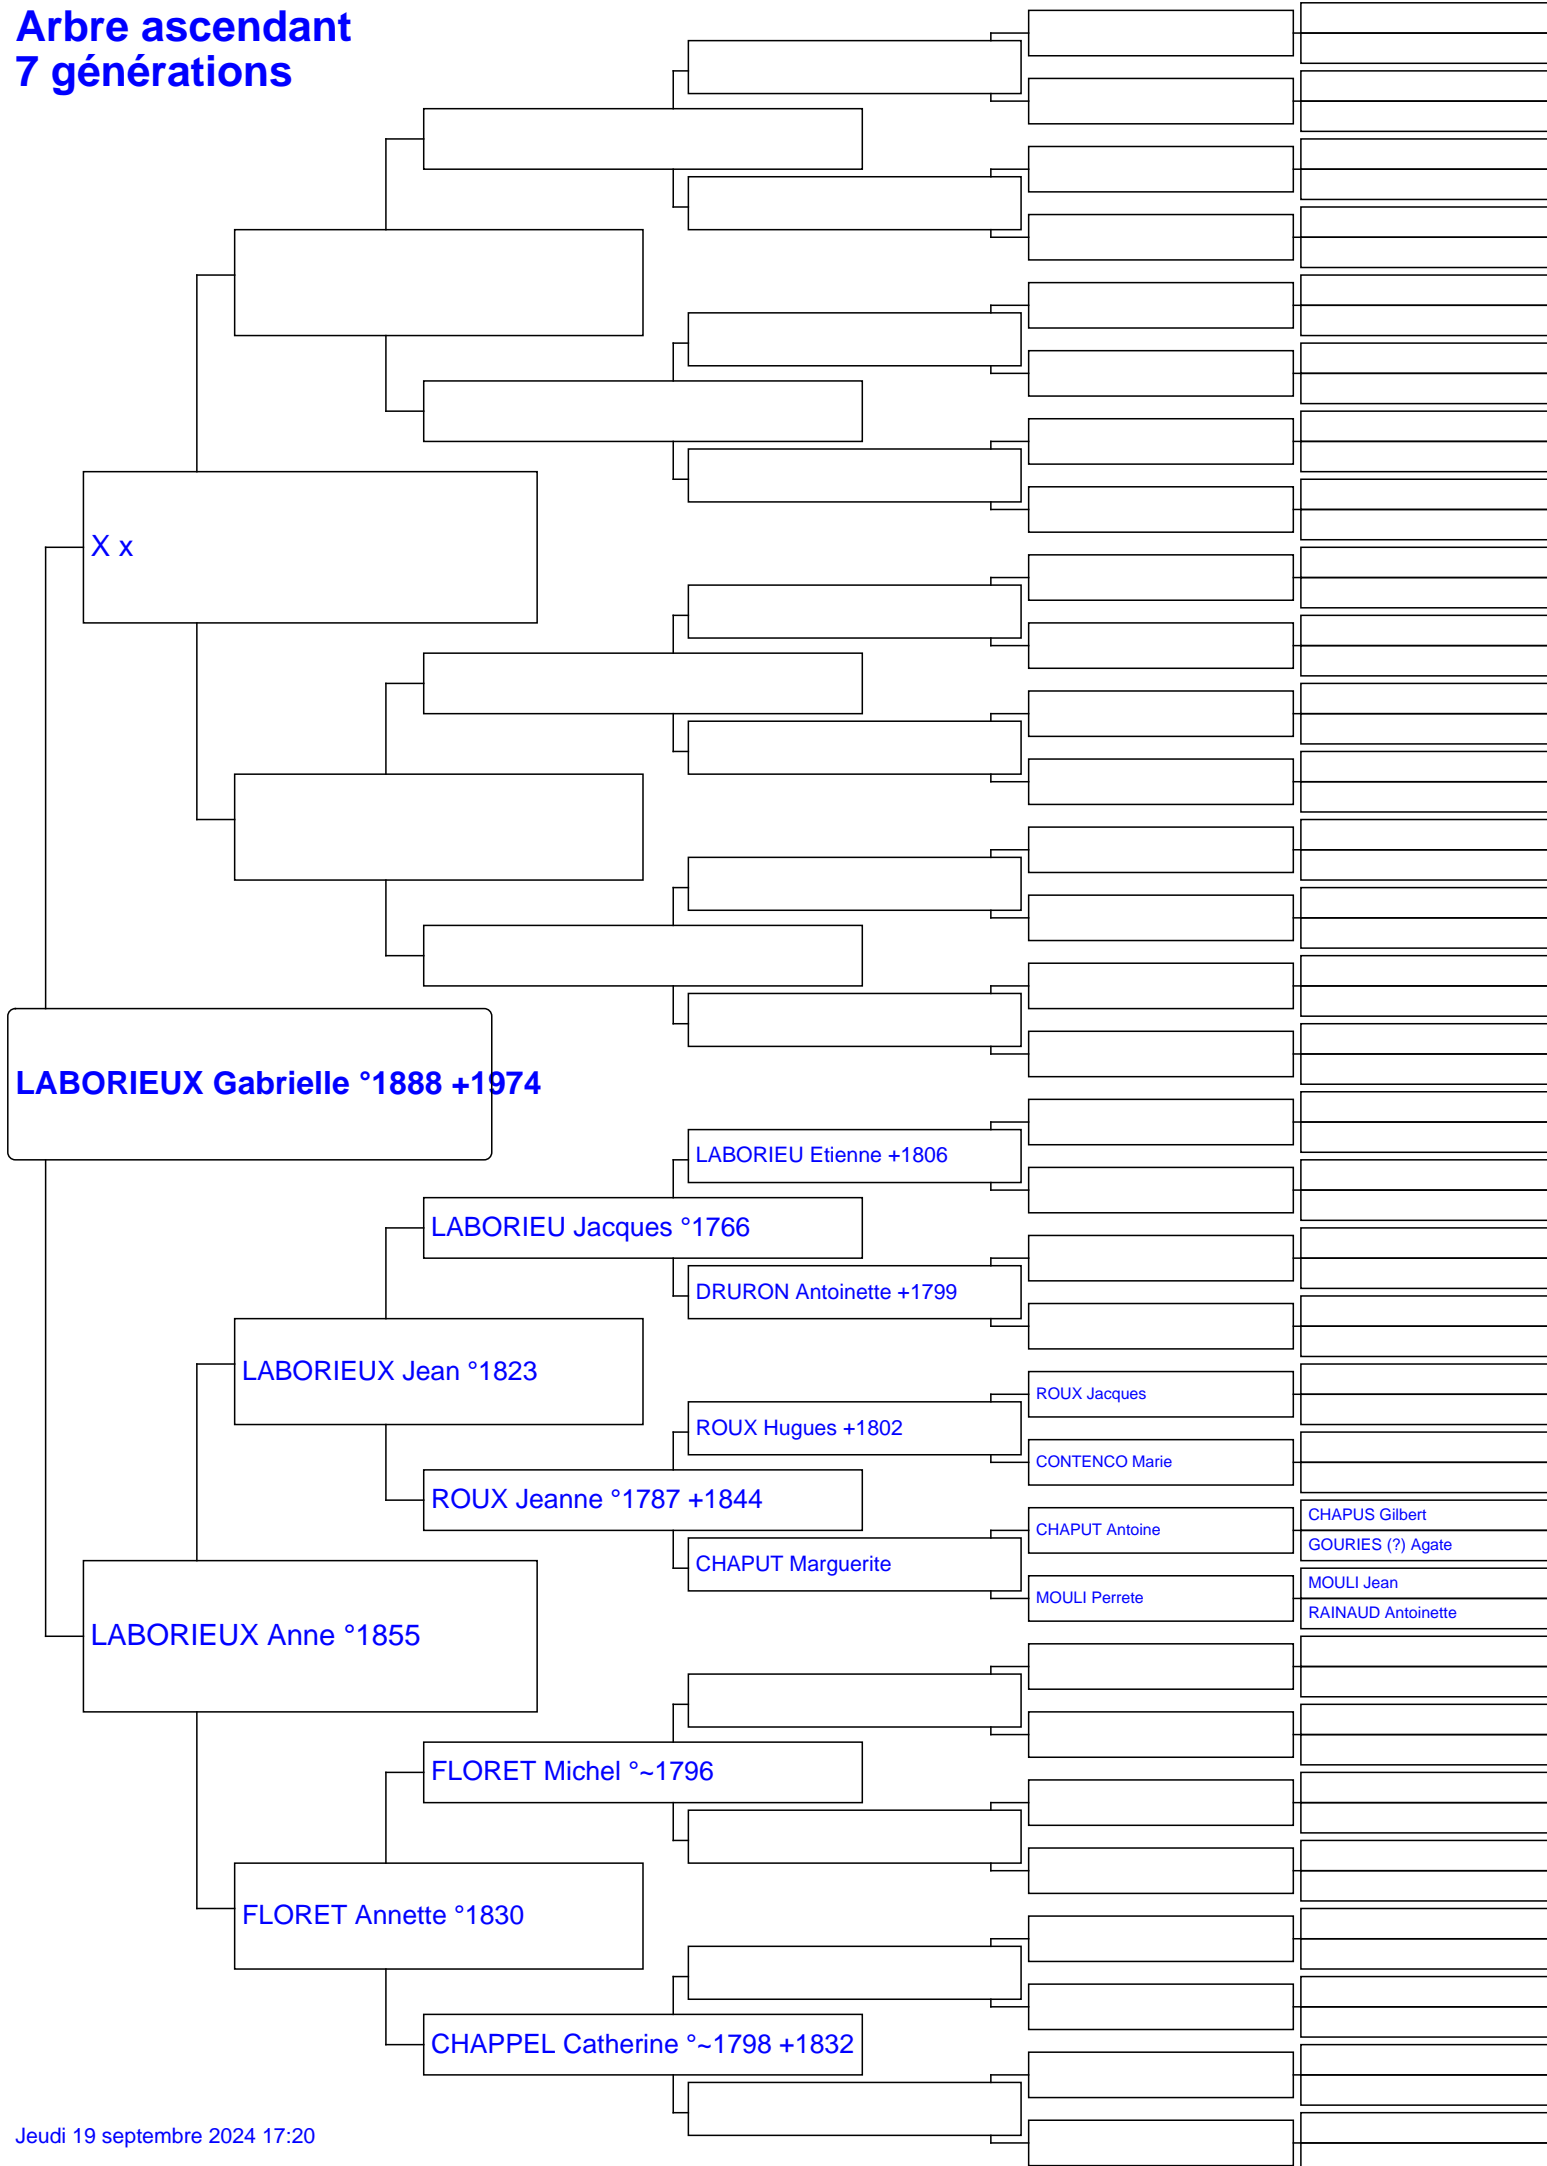 Arbre ascendant
7 générations
X x
LABORIEUX Gabrielle °1888 +1974
LABORIEU Etienne +1806
LABORIEU Jacques °1766
DRURON Antoinette +1799
LABORIEUX Jean °1823
ROUX Jacques
ROUX Hugues +1802
CONTENCO Marie
ROUX Jeanne °1787 +1844
CHAPUS Gilbert
CHAPUT Antoine
GOURIES (?) Agate
CHAPUT Marguerite
MOULI Jean
MOULI Perrete
RAINAUD Antoinette
LABORIEUX Anne °1855
FLORET Michel °~1796
FLORET Annette °1830
CHAPPEL Catherine °~1798 +1832
Jeudi 19 septembre 2024 17:20